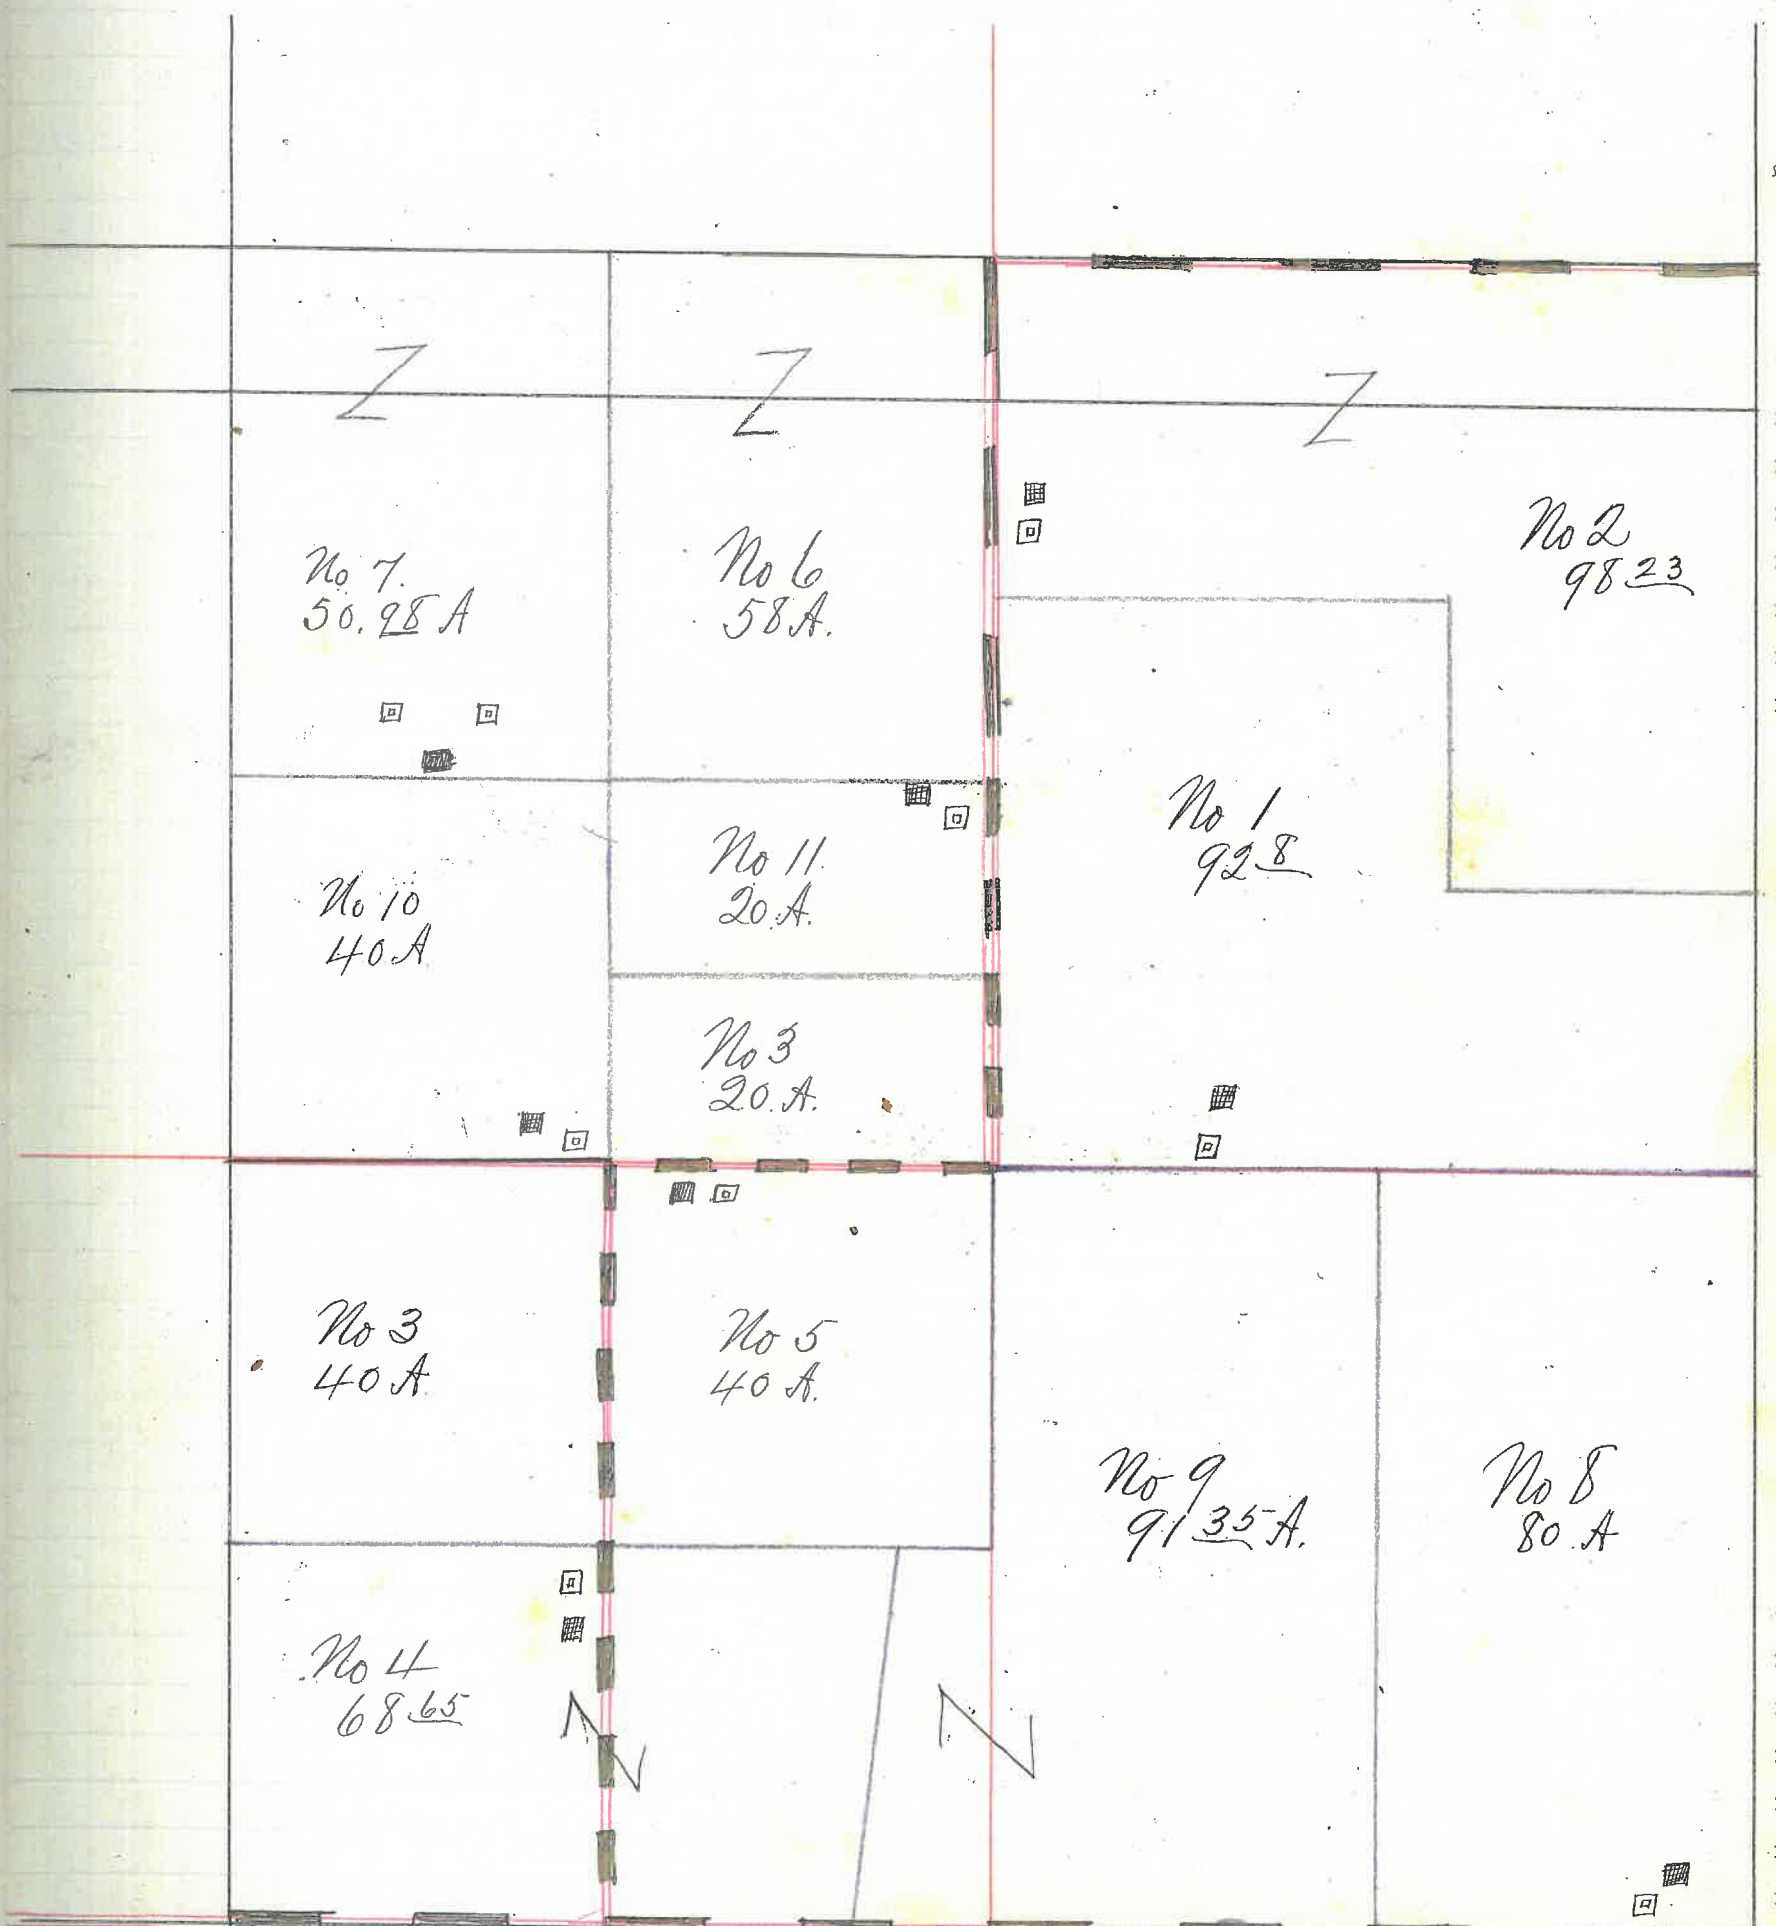 Z
Z
Z
No 7.
50.98 A
No 6
58 A.
No 2
98 23
No 10
40 A
No 11.
20. A.
No 1
92 8
No 3
20. A.
No 3
40 A.
No 5
40 A.
No 9
91 35 A.
No 8
80. A
No 4
68.65
Z
Z